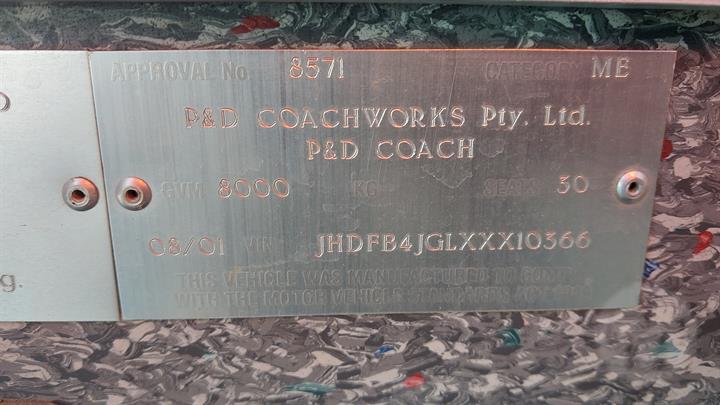 APPROVAL No. 8571 CATEGORY ME
P&D COACHWORKS Pty. Ltd.
P&D COACH
GVM 8000 KG SEATS 30
08/01 VIN JHDFB4JGLXXX10366
THIS VEHICLE WAS MANUFACTURED TO COMPLY
WITH THE MOTOR VEHICLE STANDARDS ACT 1989
g.